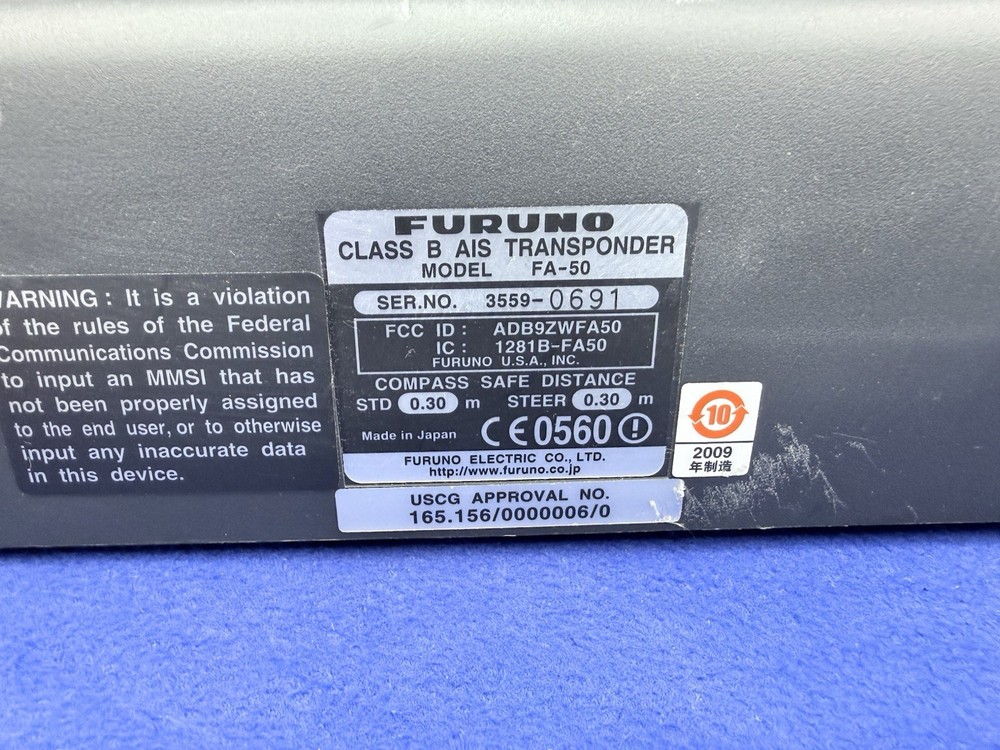 WARNING : It is a violation
of the rules of the Federal
Communications Commission
to input an MMSI that has
not been properly assigned
to the end user, or to otherwise
input any inaccurate data
in this device.
FURUNO
CLASS B AIS TRANSPONDER
MODEL FA-50
SER.NO. 3559-0691
FCC ID : ADB9ZWFA50
IC : 1281B-FA50
FURUNO U.S.A., INC.
COMPASS SAFE DISTANCE
STD 0.30 m STEER 0.30 m
Made in Japan CE0560
FURUNO ELECTRIC CO., LTD.
http://www.furuno.co.jp
USCG APPROVAL NO.
165.156/0000006/0
10
2009
年制造